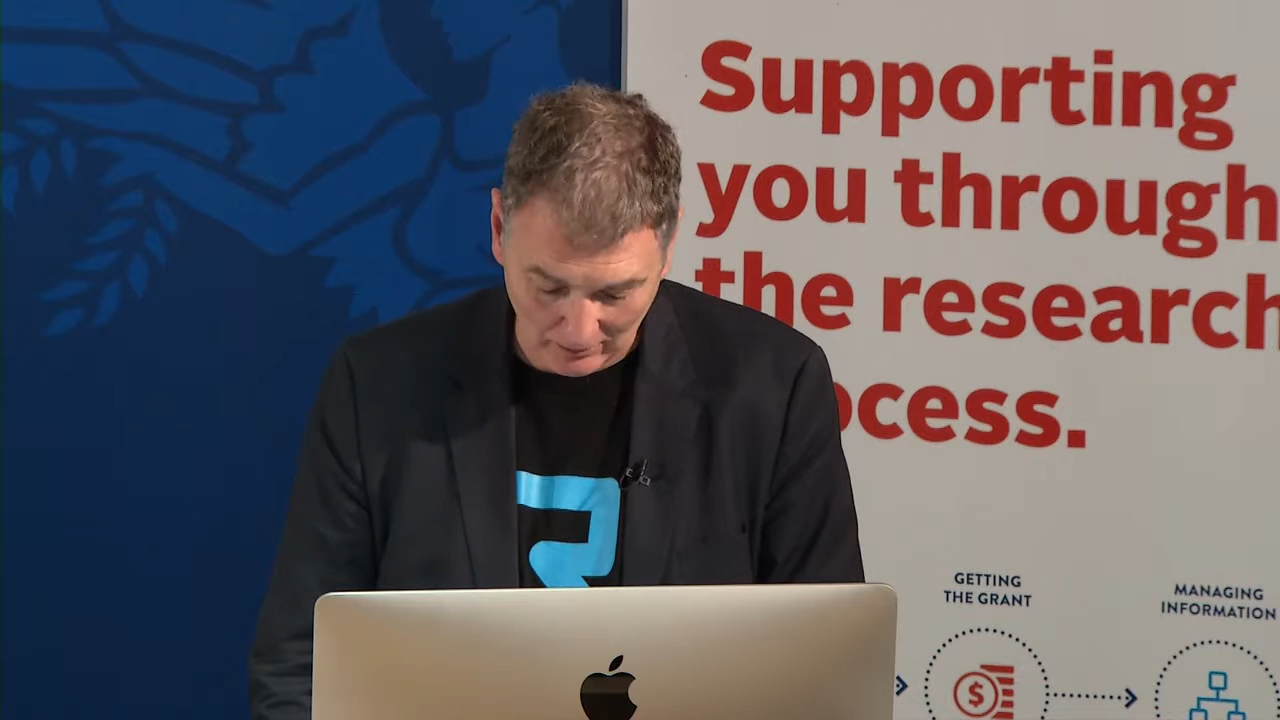 Supporting
you through
the research
ocess.
GETTING
THE GRANT
MANAGING
INFORMATION
$